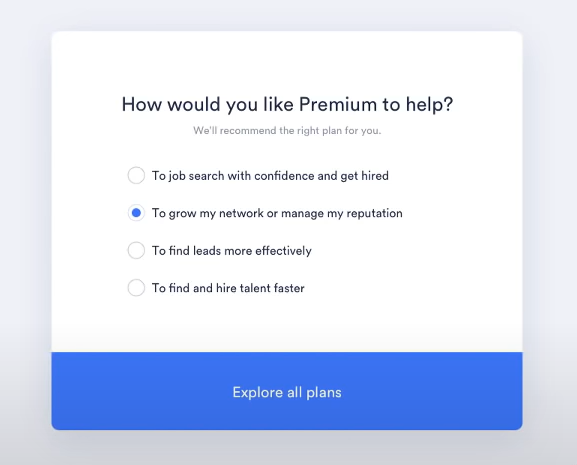 How would you like Premium to help?
We'll recommend the right plan for you.
To job search with confidence and get hired
To grow my network or manage my reputation
To find leads more effectively
To find and hire talent faster
Explore all plans